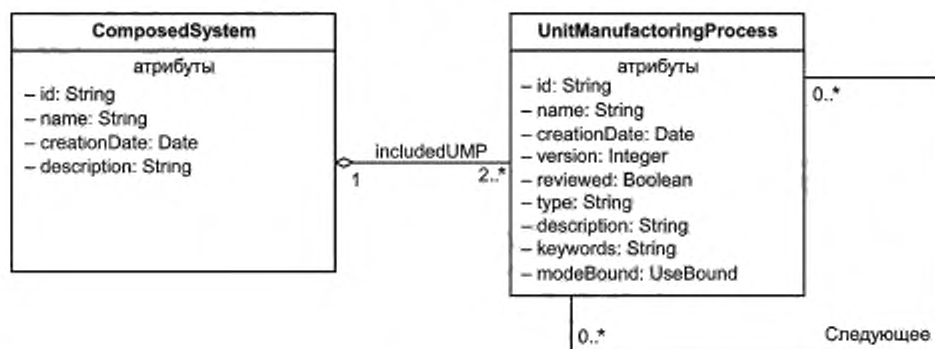 ComposedSystem
атрибуты
– id: String
– name: String
– creationDate: Date
– description: String
includedUMP
1
2..*
UnitManufactoringProcess
атрибуты
– id: String
– name: String
– creationDate: Date
– version: Integer
– reviewed: Boolean
– type: String
– description: String
– keywords: String
– modeBound: UseBound
0..*
0..*
Следующее